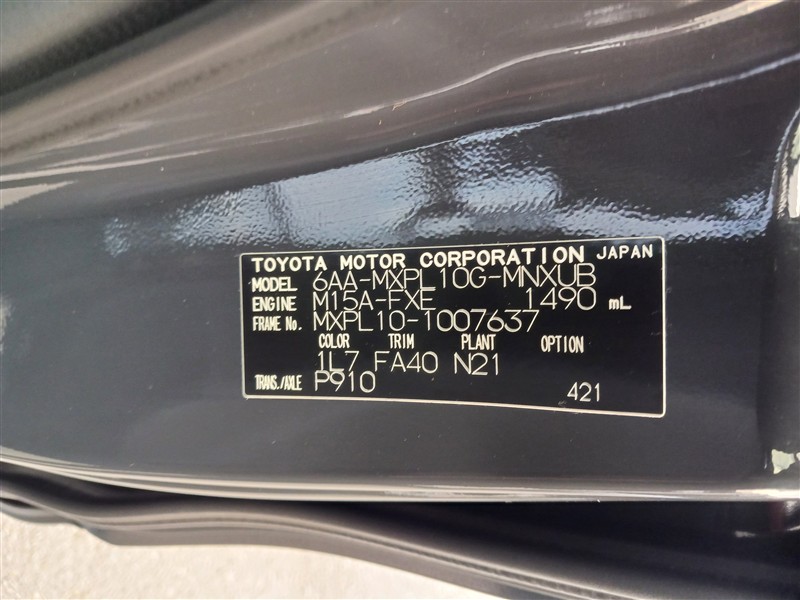 TOYOTA MOTOR CORPORATION JAPAN
MODEL 6AA-MXPL10G-MNXUB
ENGINE M15A-FXE 1490 mL
FRAME No. MXPL10-1007637
COLOR TRIM PLANT OPTION
1L7 FA40 N21
TRANS./AXLE P910 421